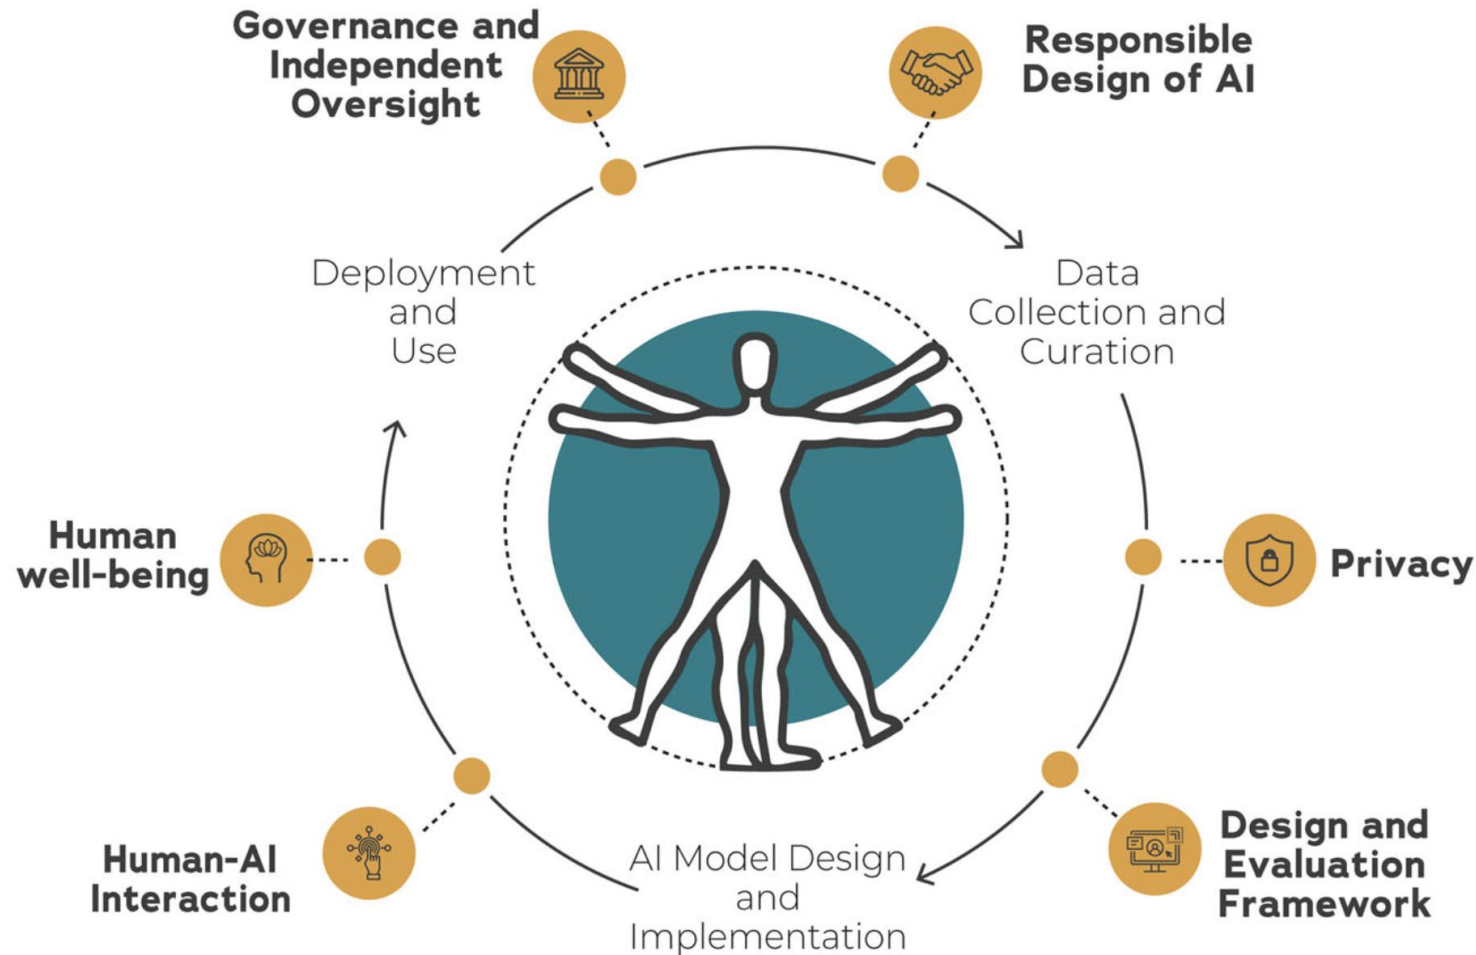 Governance and
Independent
Oversight
Responsible
Design of AI
Deployment
and
Use
Data
Collection and
Curation
Human
well-being
Privacy
Human-AI
Interaction
AI Model Design
and
Implementation
Design and
Evaluation
Framework